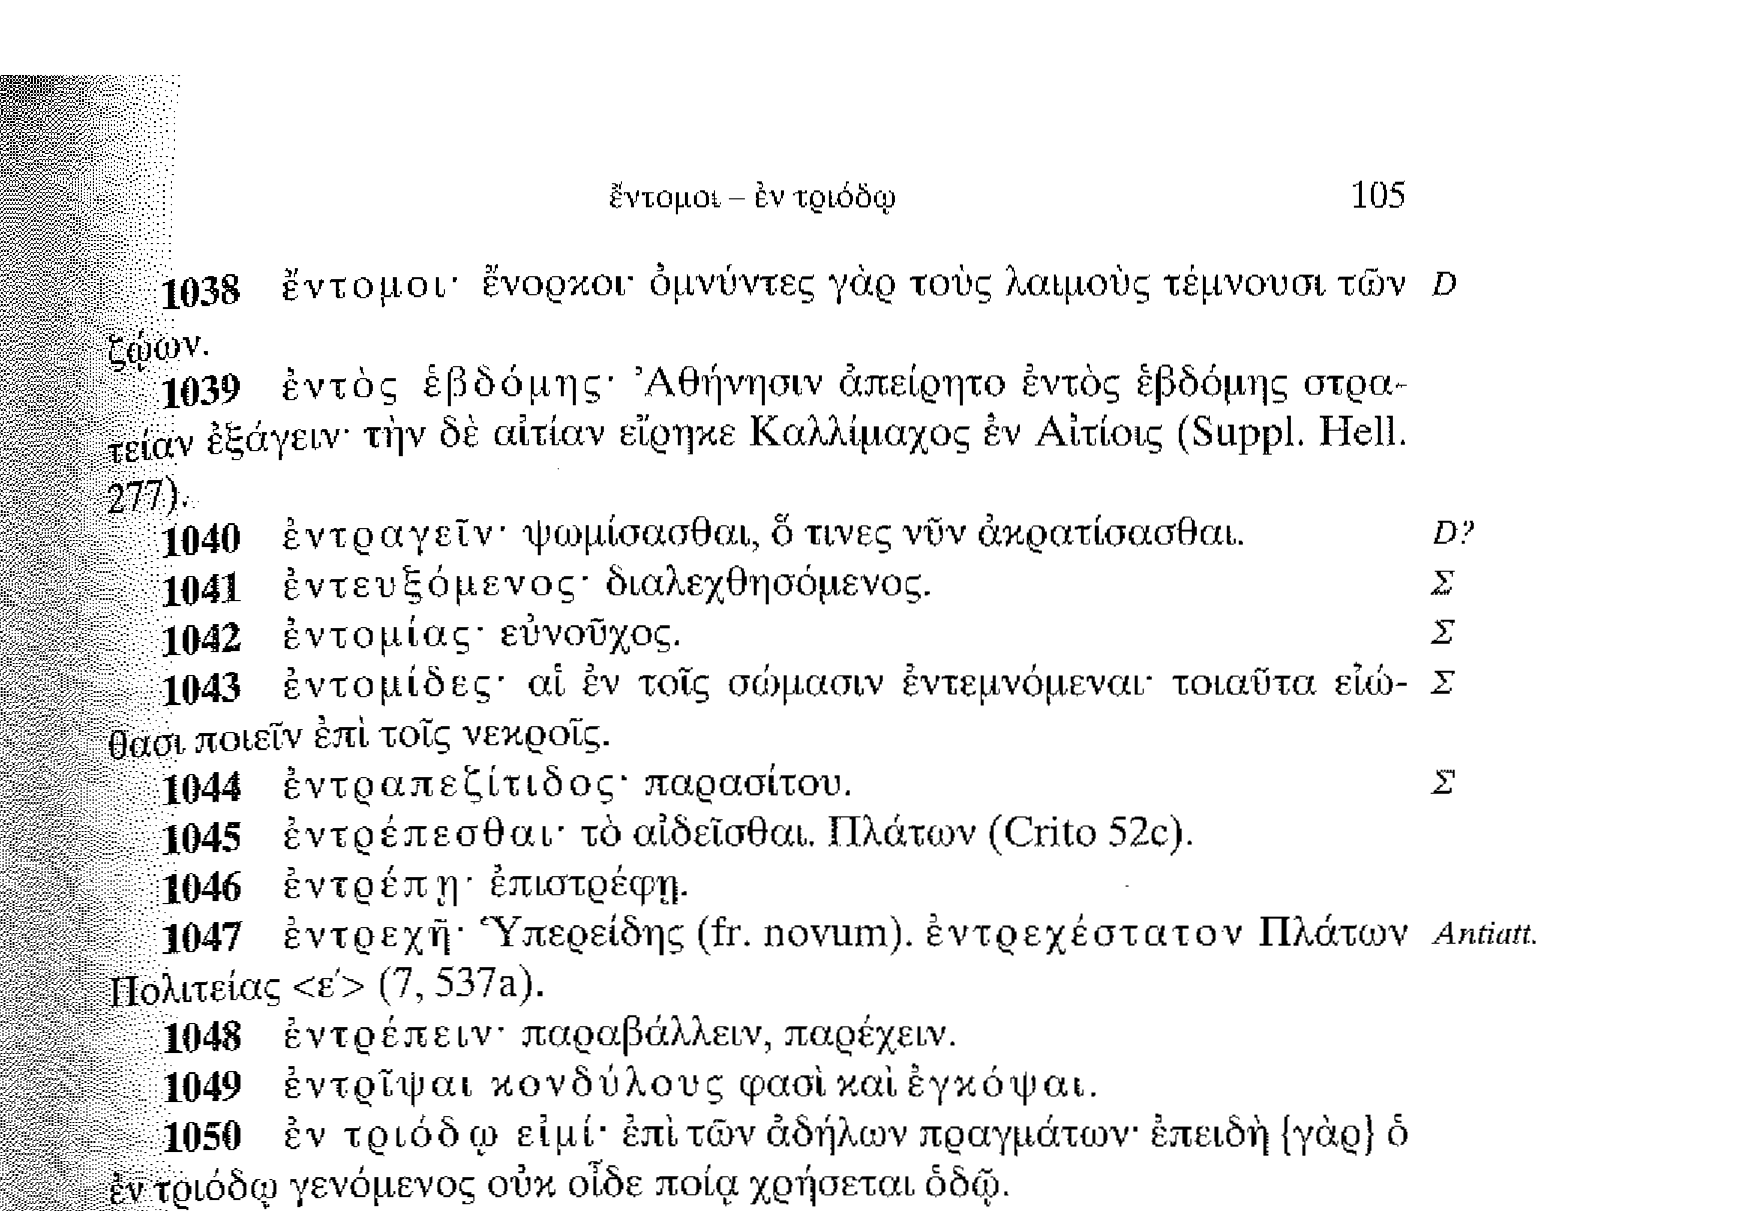 ἔντομοι – ἐν τριόδῳ 105
1038 ἔντομοι· ἔνορκοι· ὀμνύντες γὰρ τοὺς λαιμοὺς τέμνουσι τῶν D
ζῴων.
1039 ἐντὸς ἑβδόμης· Ἀθήνησιν ἀπείρητο ἐντὸς ἑβδόμης στρα-
τείαν ἐξάγειν· τὴν δὲ αἰτίαν εἴρηκε Καλλίμαχος ἐν Αἰτίοις (Suppl. Hell.
277).
1040 ἐντραγεῖν· ψωμίσασθαι, ὅ τινες νῦν ἀκρατίσασθαι. D?
1041 ἐντευξόμενος· διαλεχθησόμενος. Σ
1042 ἐντομίας· εὐνοῦχος. Σ
1043 ἐντομίδες· αἱ ἐν τοῖς σώμασιν ἐντεμνόμεναι· τοιαῦτα εἰώ- Σ
θασι ποιεῖν ἐπὶ τοῖς νεκροῖς.
1044 ἐντραπεζίτιδος· παρασίτου. Σ
1045 ἐντρέπεσθαι· τὸ αἰδεῖσθαι. Πλάτων (Crito 52c).
1046 ἐντρέπῃ· ἐπιστρέφῃ.
1047 ἐντρεχῆ· Ὑπερείδης (fr. novum). ἐντρεχέστατον Πλάτων Antiatt.
Πολιτείας <ε′> (7, 537a).
1048 ἐντρέπειν· παραβάλλειν, παρέχειν.
1049 ἐντρῖψαι κονδύλους φασὶ καὶ ἐγκόψαι.
1050 ἐν τριόδῳ εἰμί· ἐπὶ τῶν ἀδήλων πραγμάτων· ἐπειδὴ {γὰρ} ὁ
ἐν τριόδῳ γενόμενος οὐκ οἶδε ποίᾳ χρήσεται ὁδῷ.